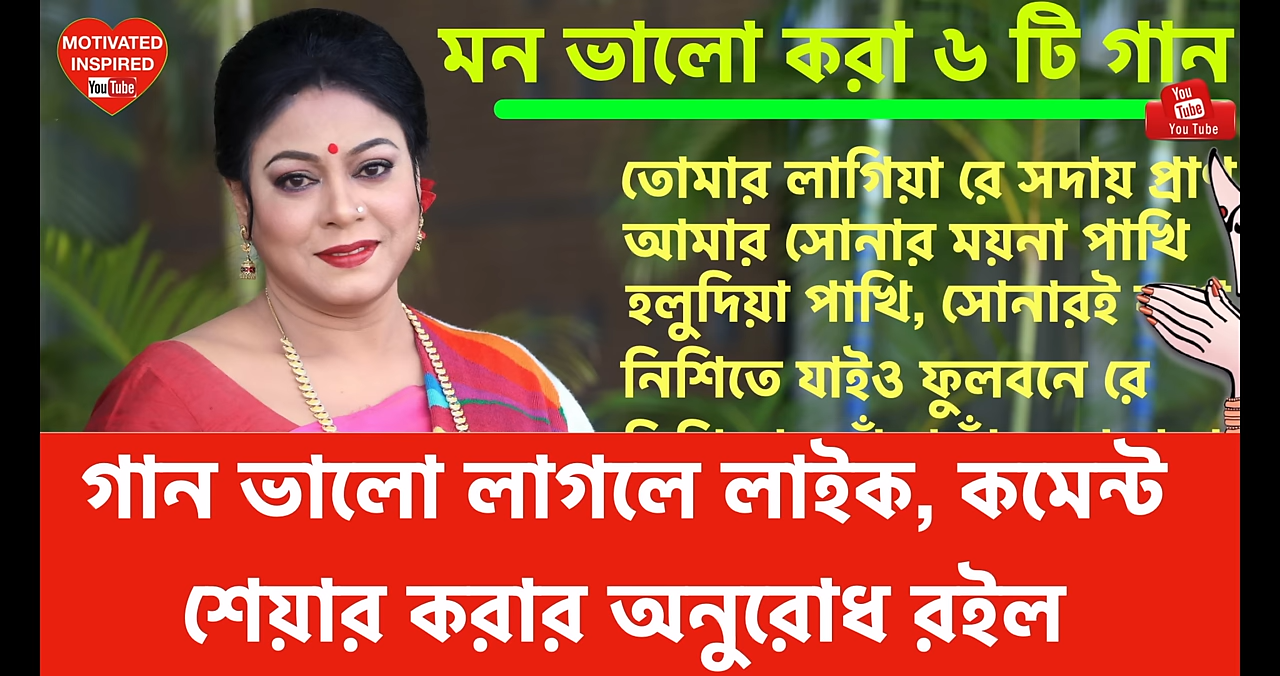 MOTIVATED
INSPIRED
YouTube
মন ভালো করা ৬ টি গান
You
Tube
You Tube
তোমার লাগিয়া রে সদায়
আমার সোনার ময়না পাখি
হলুদিয়া পাখি, সোনারই
নিশিতে যাইও ফুলবনে রে
গান ভালো লাগলে লাইক, কমেন্ট
শেয়ার করার অনুরোধ রইল